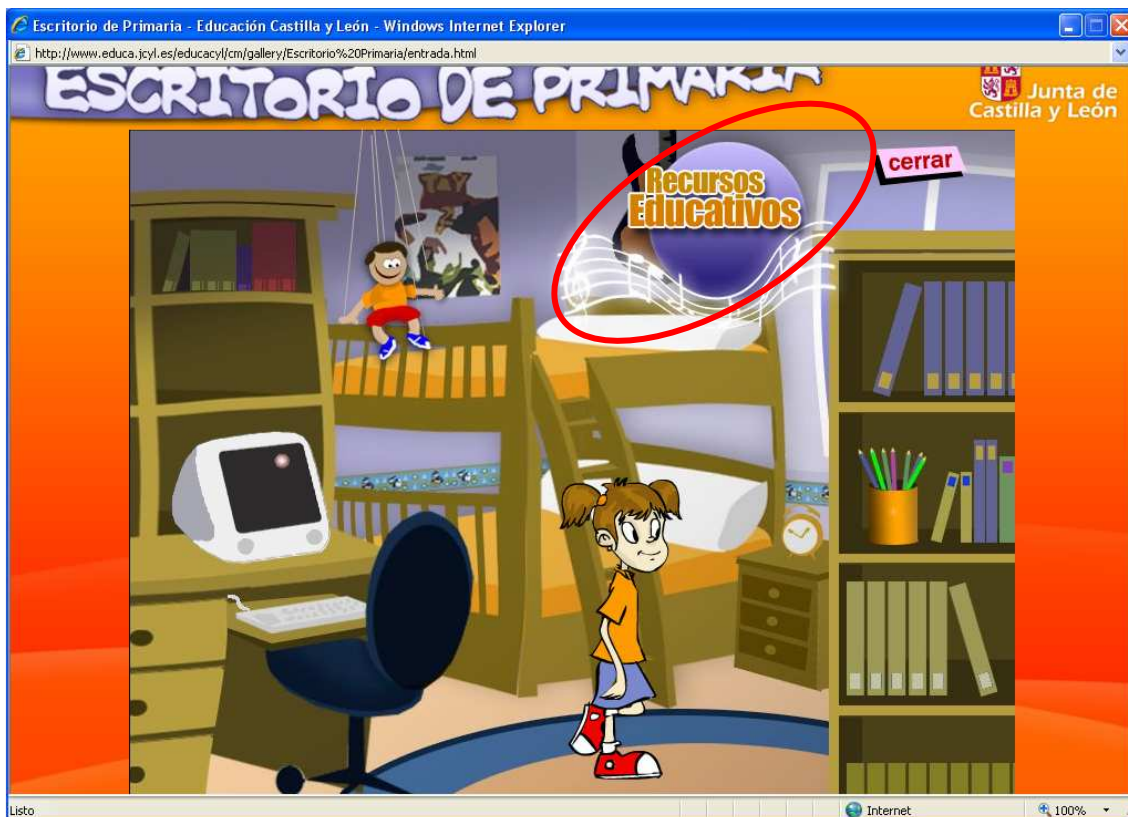 Escritorio de Primaria - Educación Castilla y León - Windows Internet Explorer
http://www.educa.jcyl.es/educacyl/cm/gallery/Escritorio%20Primaria/entrada.html
ESCRITORIO DE PRIMARIA
Junta de
Castilla y León
cerrar
Recursos
Educativos
Listo
Internet
100%